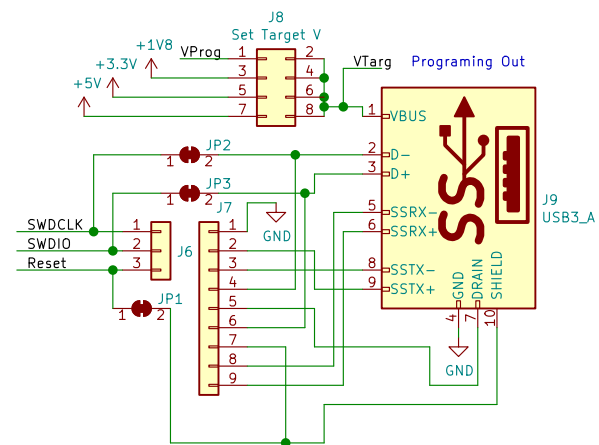 J8
Set Target V
+1V8
VProg
1 2
+3.3V
3 4
+5V
5 6
7 8
VTarg
Programing Out
1 VBUS
JP2
1 2
2 D-
JP3
1 2
3 D+
J7
J9
USB3_A
SS
SWDCLK 1
SWDIO 2
Reset 3
J6
GND
1
2
3
4
5
6
7
8
9
5 SSRX-
6 SSRX+
8 SSTX-
9 SSTX+
GND
DRAIN
SHIELD
4
7
10
JP1
1 2
GND